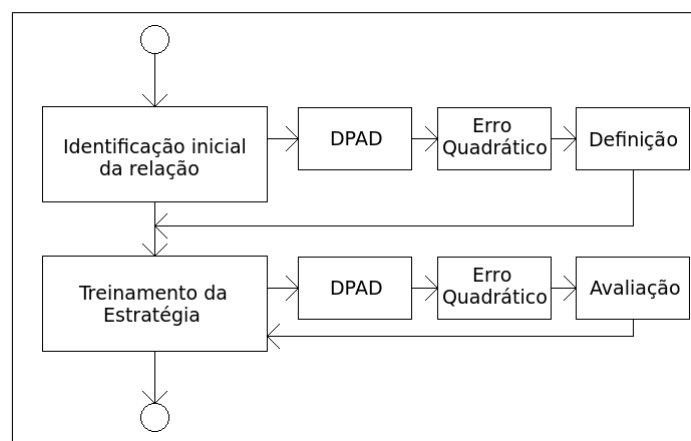 Identificação inicial
da relação
DPAD
Erro
Quadrático
Definição
Treinamento da
Estratégia
DPAD
Erro
Quadrático
Avaliação